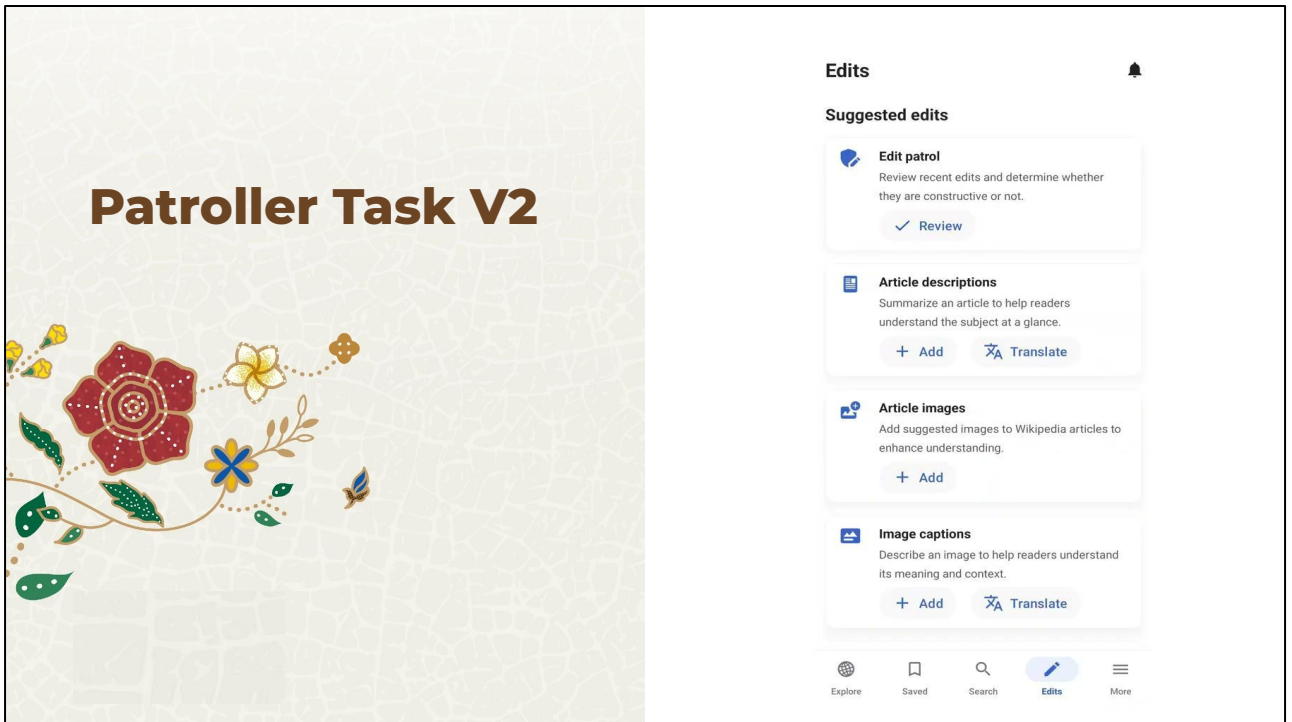 Patroller Task V2
Edits
Suggested edits
Edit patrol
Review recent edits and determine whether
they are constructive or not.
Review
Article descriptions
Summarize an article to help readers
understand the subject at a glance.
Add
Translate
Article images
Add suggested images to Wikipedia articles to
enhance understanding.
Add
Image captions
Describe an image to help readers understand
its meaning and context.
Add
Translate
Explore
Saved
Search
Edits
More